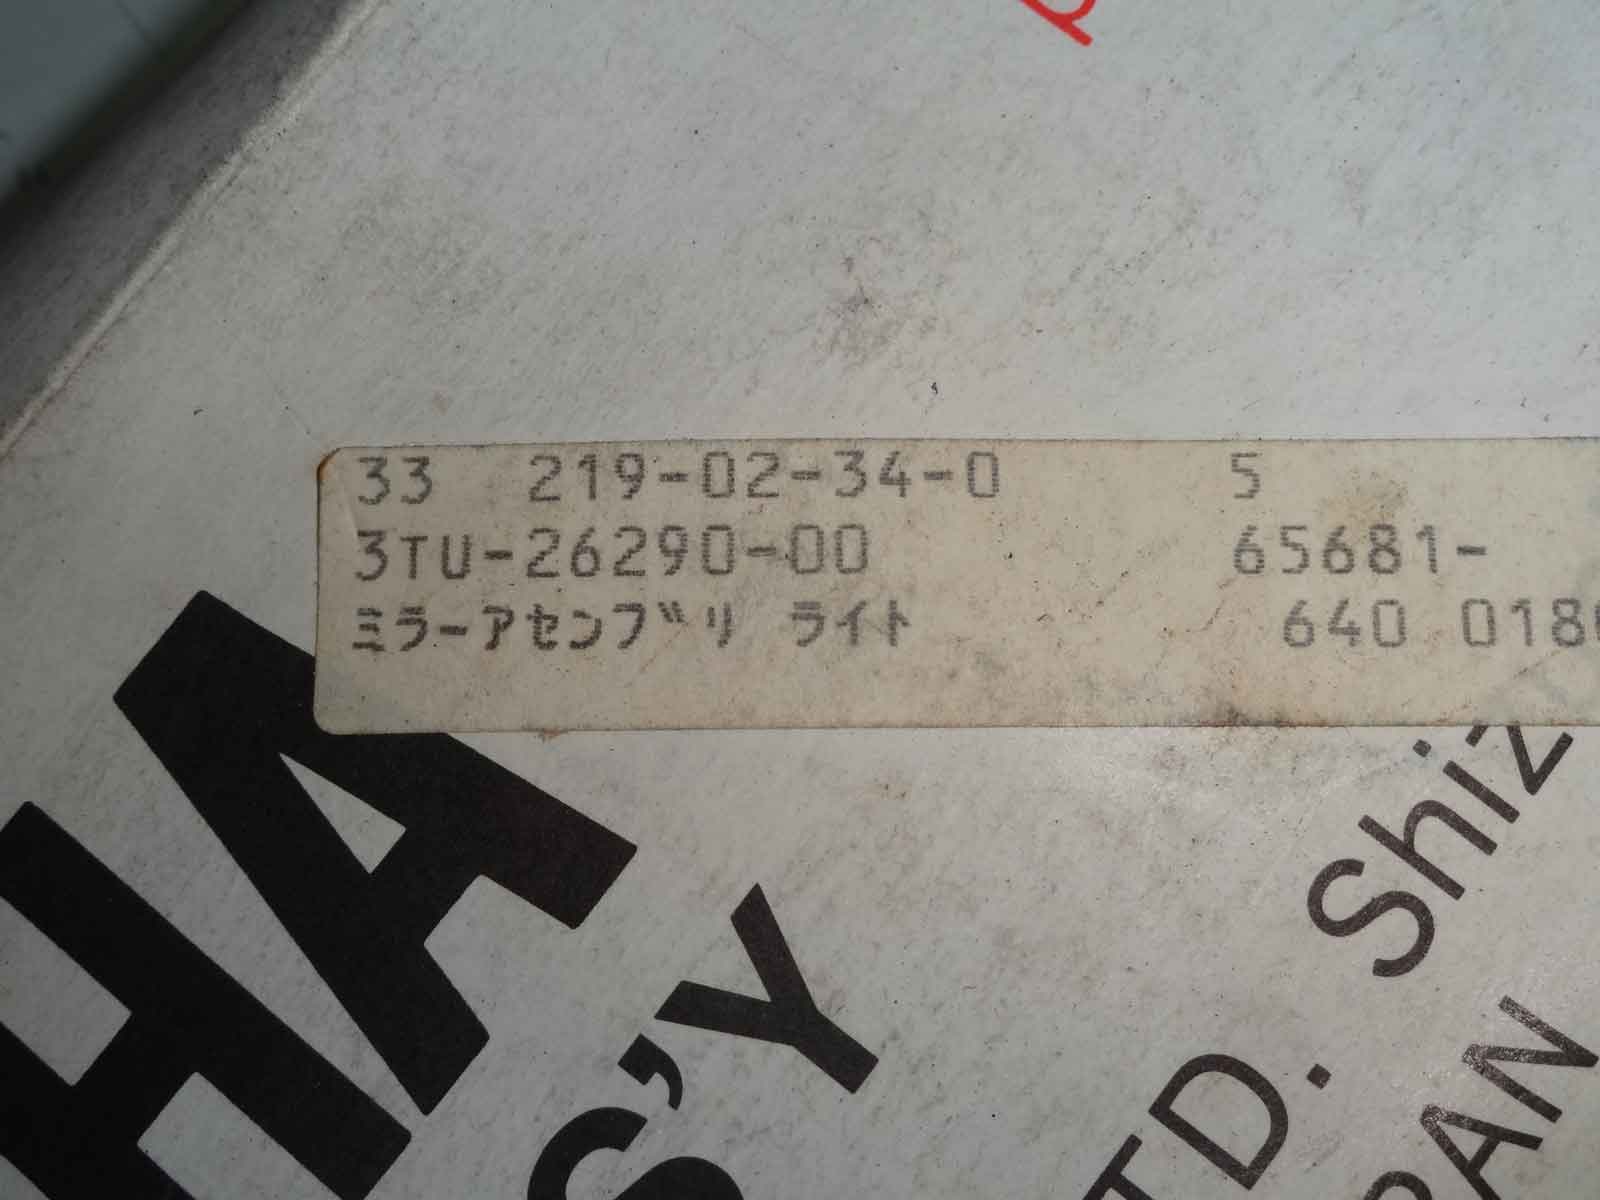 33 219-02-34-0 5
3TU-26290-00 65681-
ミラーアセンブリ ライト 640 018
HA
S'Y
TD. Shiz
PAN